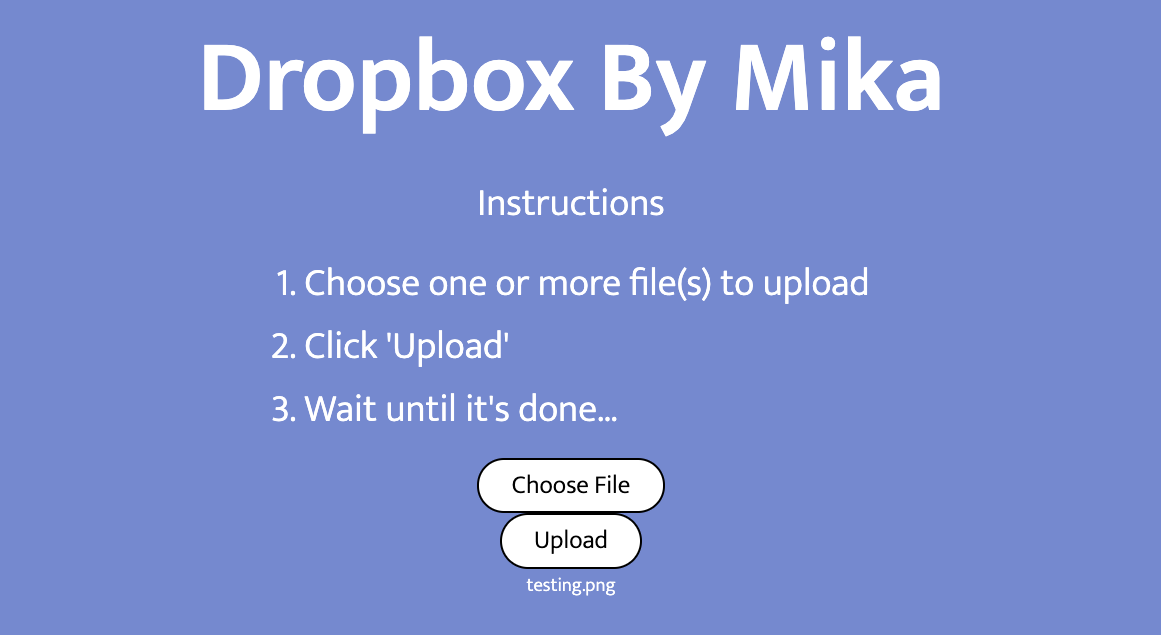 Dropbox By Mika
Instructions
1. Choose one or more file(s) to upload
2. Click 'Upload'
3. Wait until it's done...
Choose File
Upload
testing.png